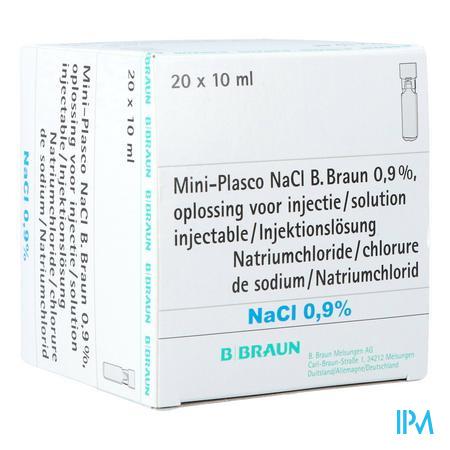 20 x 10 ml
Mini-Plasco NaCl B.Braun 0,9%,
oplossing voor injectie/solution
injectable/Injektionslösung
Natriumchloride/chlorure
de sodium/Natriumchlorid
NaCl 0,9%
B|BRAUN
B. Braun Melsungen AG
Carl-Braun-Straße 1, 34212 Melsungen
Duitsland/Allemagne/Deutschland
Mini-Plasco NaCl B. Braun 0,9%,
oplossing voor injectie/solution
injectable/Injektionslösung
Natriumchloride/chlorure
de sodium/Natriumchlorid
NaCl 0,9%
20 x 10 ml
B|BRAUN
B|BRAUN
B|BRAUN
B|BRAUN
IPM